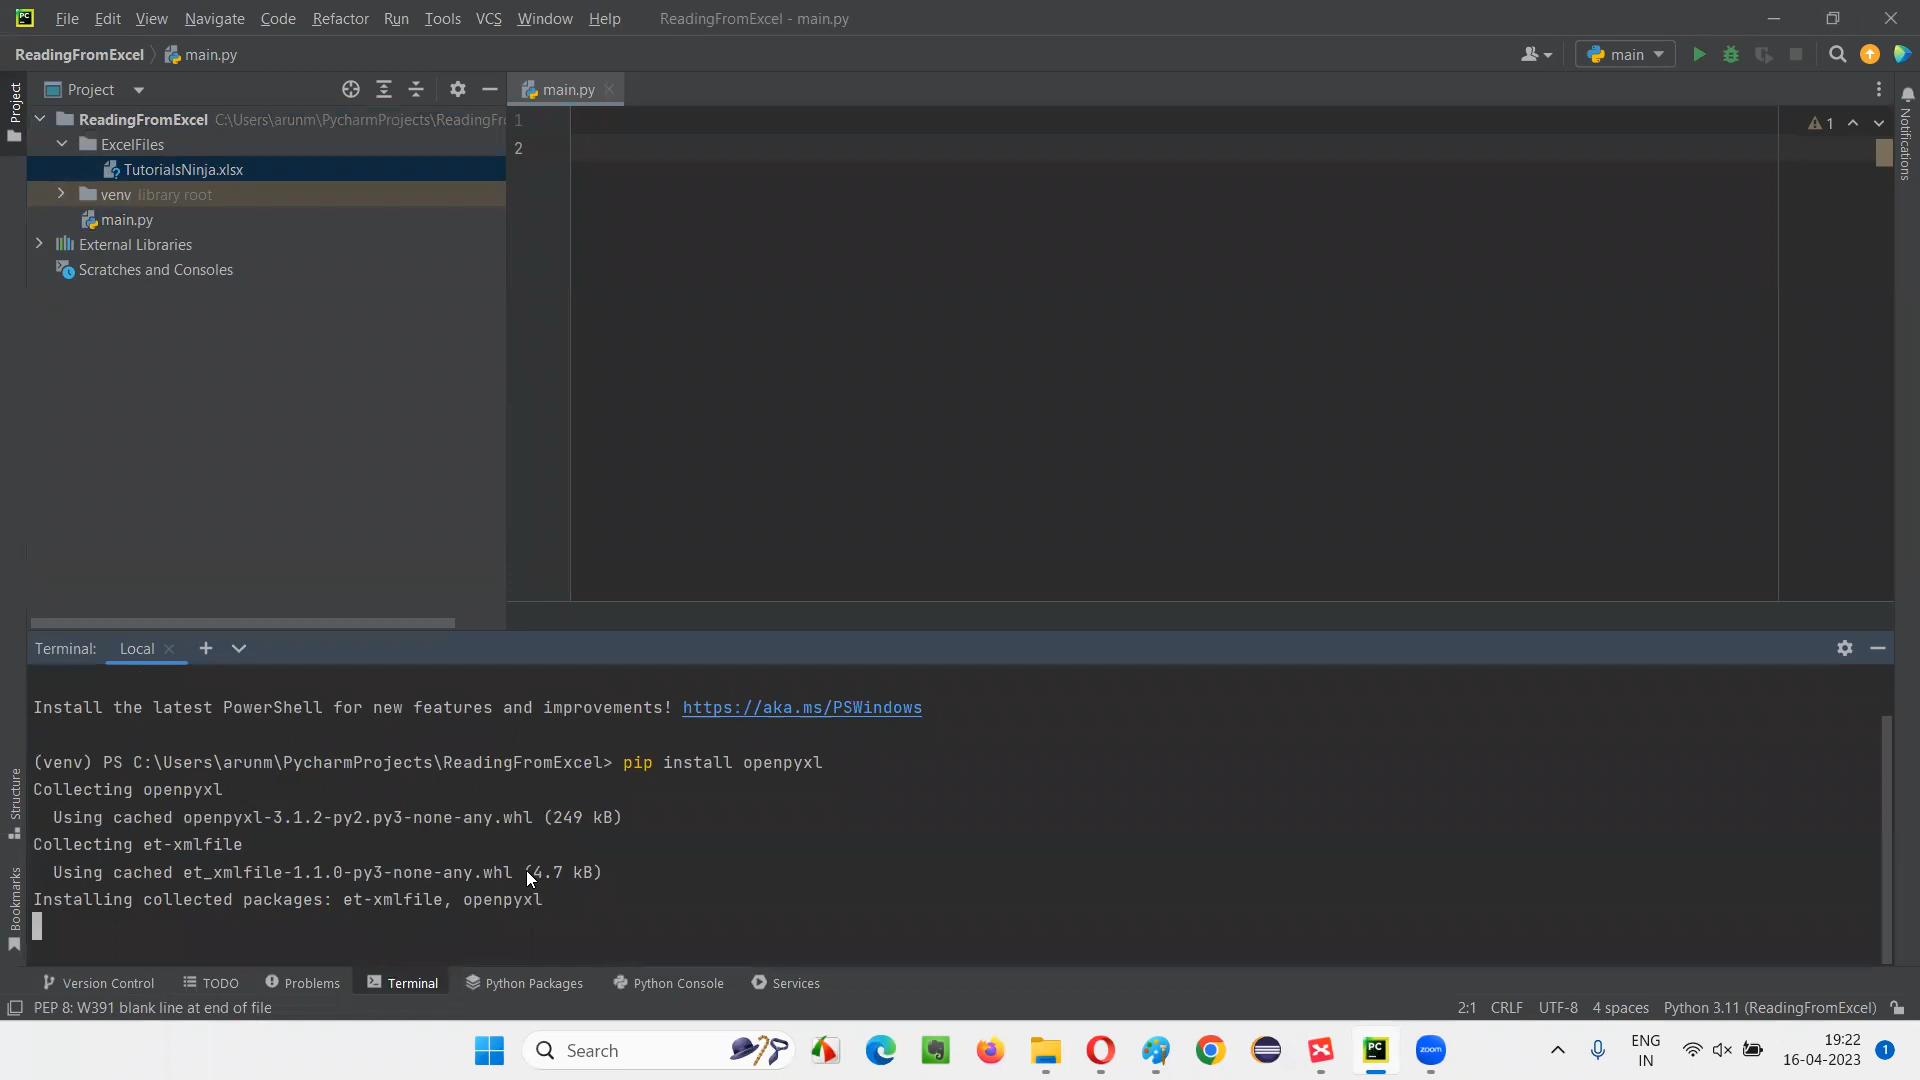 File Edit View Navigate Code Refactor Run Tools VCS Window Help ReadingFromExcel - main.py
ReadingFromExcel main.py
main
Project
Project
main.py
ReadingFromExcel C:\Users\arunm\PycharmProjects\ReadingFr
ExcelFiles
TutorialsNinja.xlsx
venv library root
main.py
External Libraries
Scratches and Consoles
1
2
1
Notifications
Terminal: Local
Install the latest PowerShell for new features and improvements! https://aka.ms/PSWindows
(venv) PS C:\Users\arunm\PycharmProjects\ReadingFromExcel> pip install openpyxl
Collecting openpyxl
Using cached openpyxl-3.1.2-py2.py3-none-any.whl (249 kB)
Collecting et-xmlfile
Using cached et_xmlfile-1.1.0-py3-none-any.whl (4.7 kB)
Installing collected packages: et-xmlfile, openpyxl
Structure
Bookmarks
Version Control TODO Problems Terminal Python Packages Python Console Services
PEP 8: W391 blank line at end of file
2:1 CRLF UTF-8 4 spaces Python 3.11 (ReadingFromExcel)
PC
Search
PC
zoom
ENG
IN
19:22
16-04-2023
1